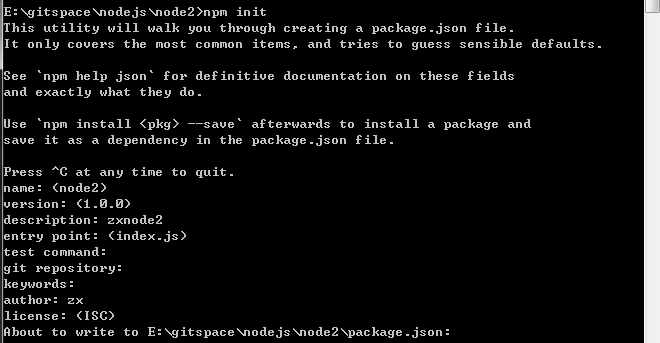 E:\gitspace\nodejs\node2>npm init
This utility will walk you through creating a package.json file.
It only covers the most common items, and tries to guess sensible defaults.
See `npm help json` for definitive documentation on these fields
and exactly what they do.
Use `npm install <pkg> --save` afterwards to install a package and
save it as a dependency in the package.json file.
Press ^C at any time to quit.
name: (node2)
version: (1.0.0)
description: zxnode2
entry point: (index.js)
test command:
git repository:
keywords:
author: zx
license: (ISC)
About to write to E:\gitspace\nodejs\node2\package.json: